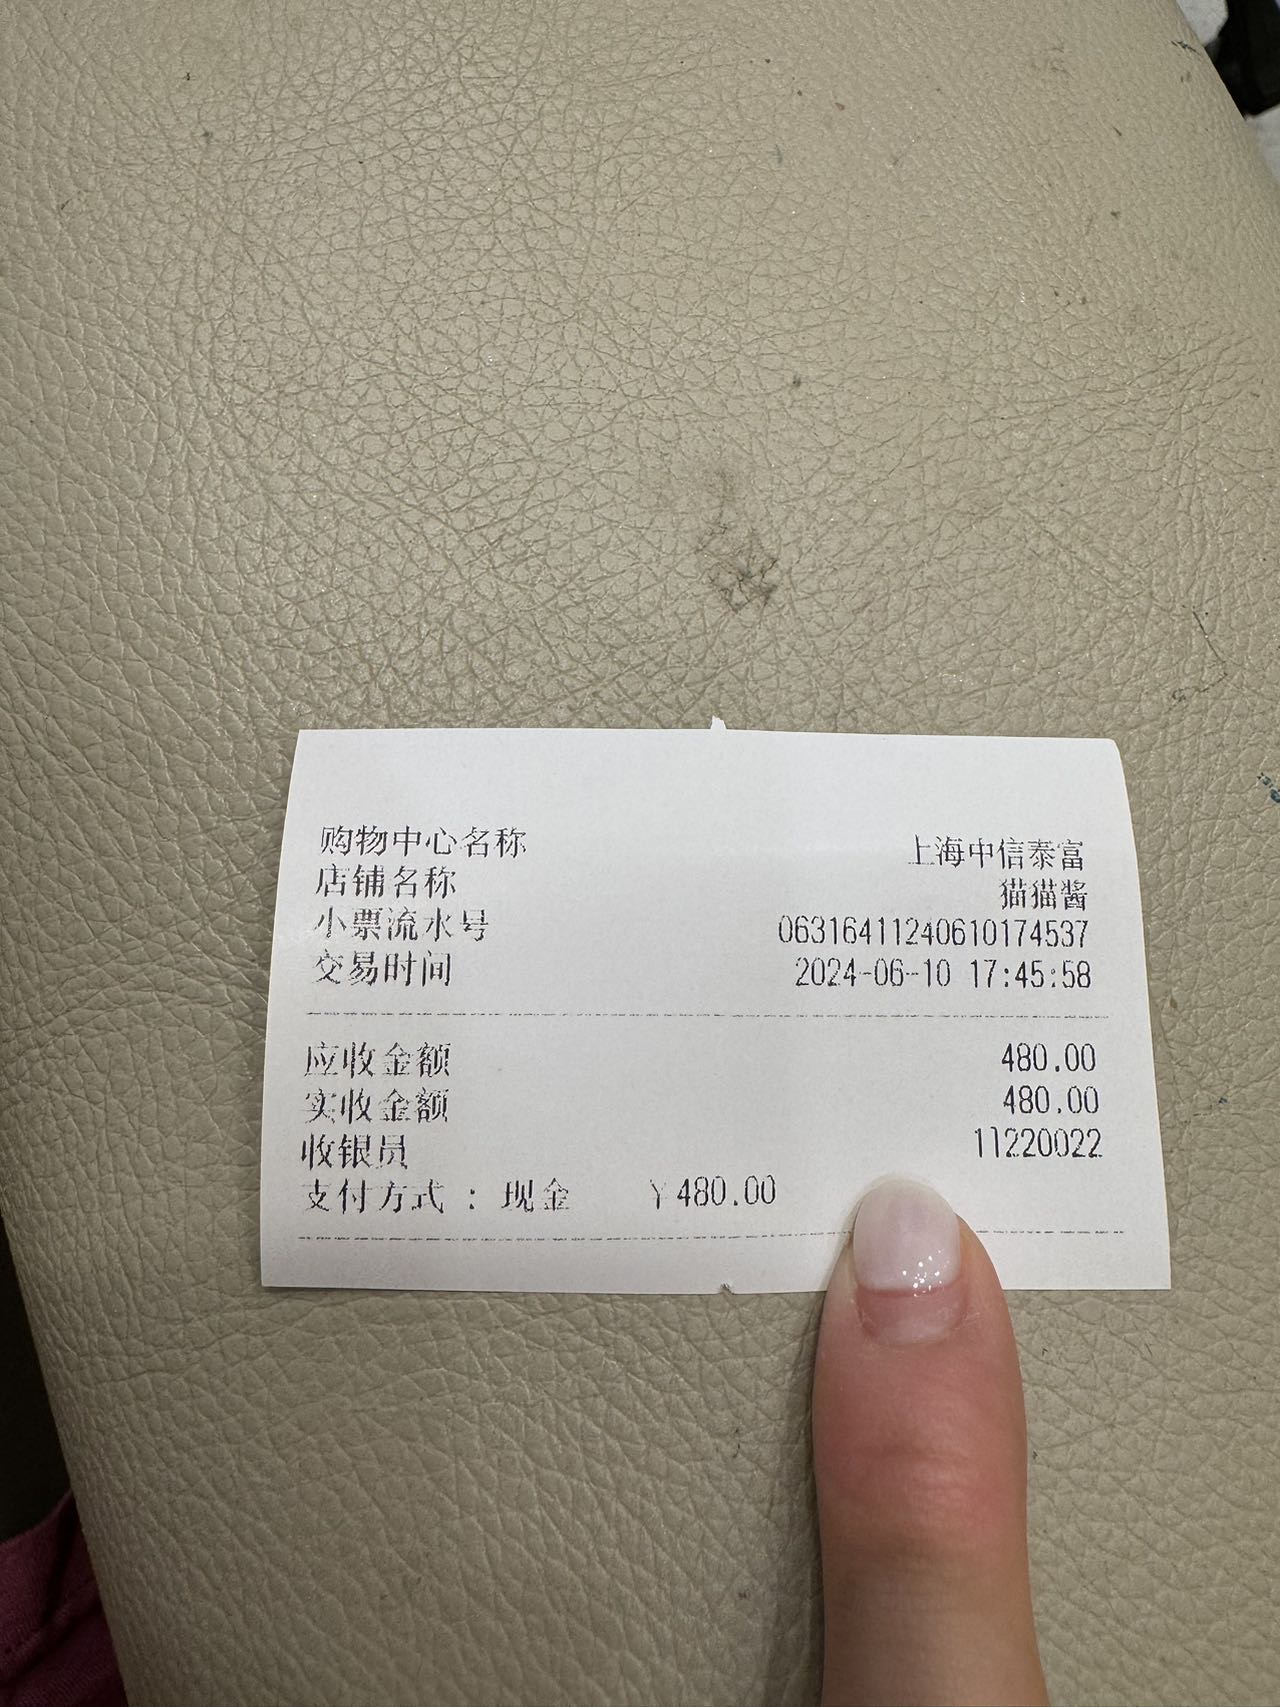 购物中心名称 上海中信泰富
店铺名称 猫猫酱
小票流水号 06316411240610174537
交易时间 2024-06-10 17:45:58
应收金额 480.00
实收金额 480.00
收银员 11220022
支付方式 : 现金 ¥480.00